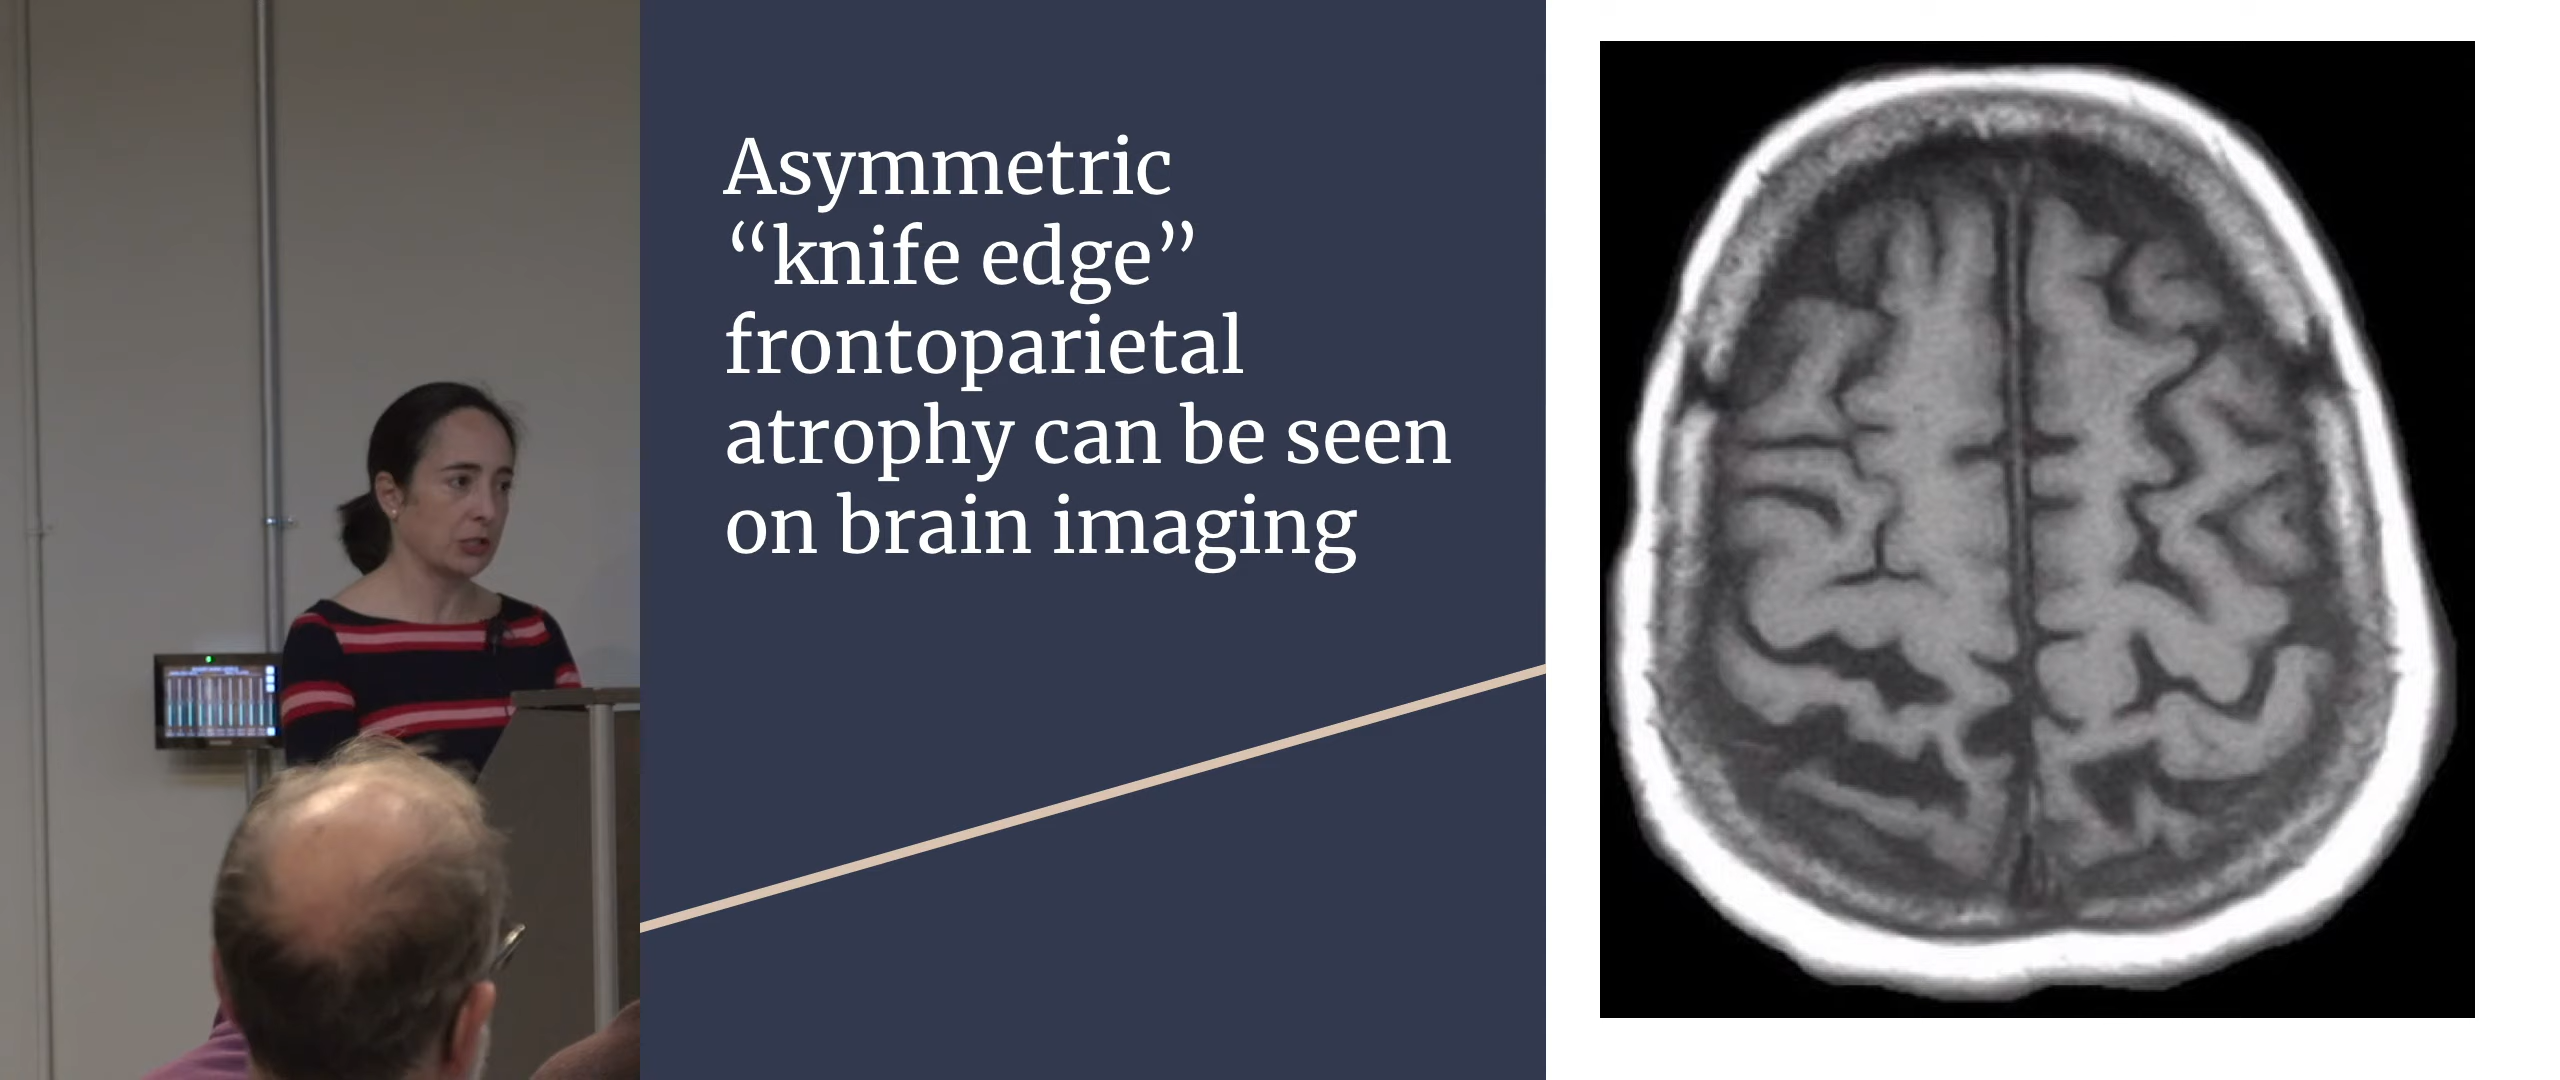 Asymmetric
“knife edge”
frontoparietal
atrophy can be seen
on brain imaging